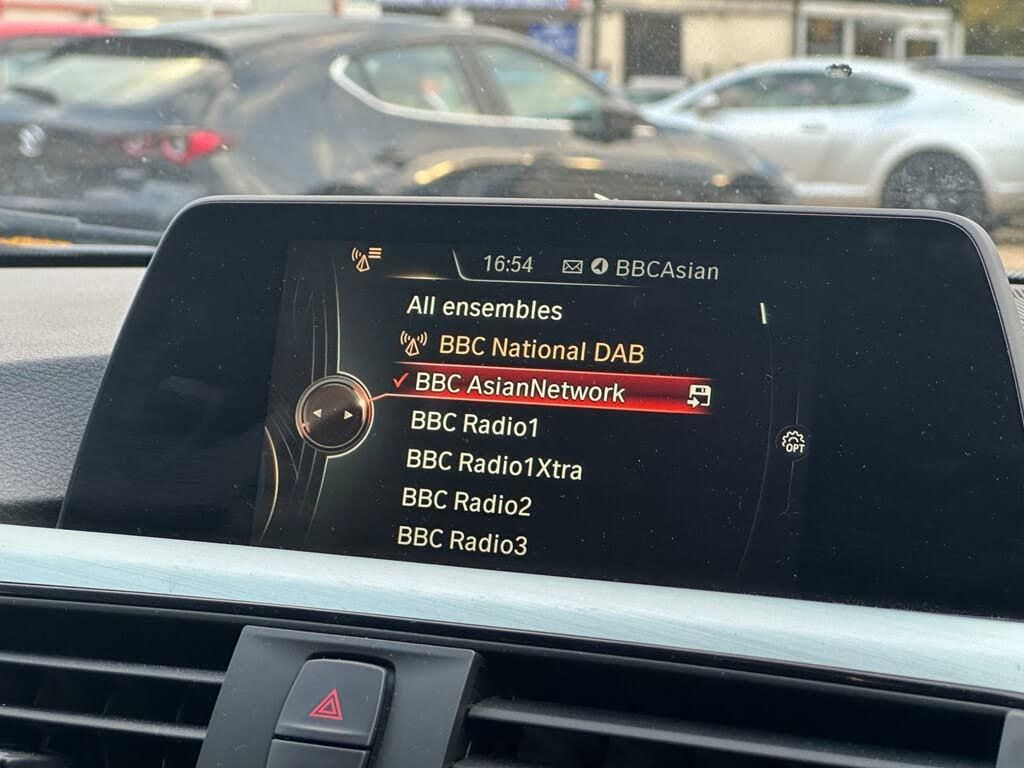 16:54 BBCAsian
All ensembles
BBC National DAB
BBC AsianNetwork
BBC Radio1
OPT
BBC Radio1Xtra
BBC Radio2
BBC Radio3